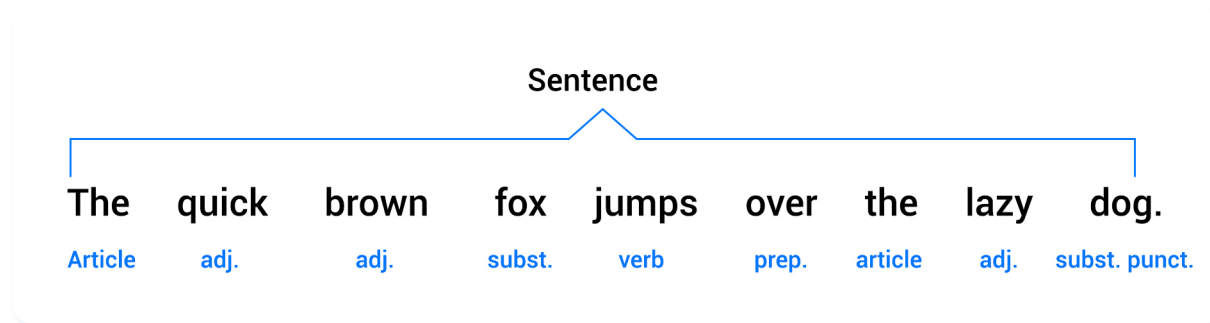 Sentence
The quick brown fox jumps over the lazy dog.
Article adj. adj. subst. verb prep. article adj. subst. punct.